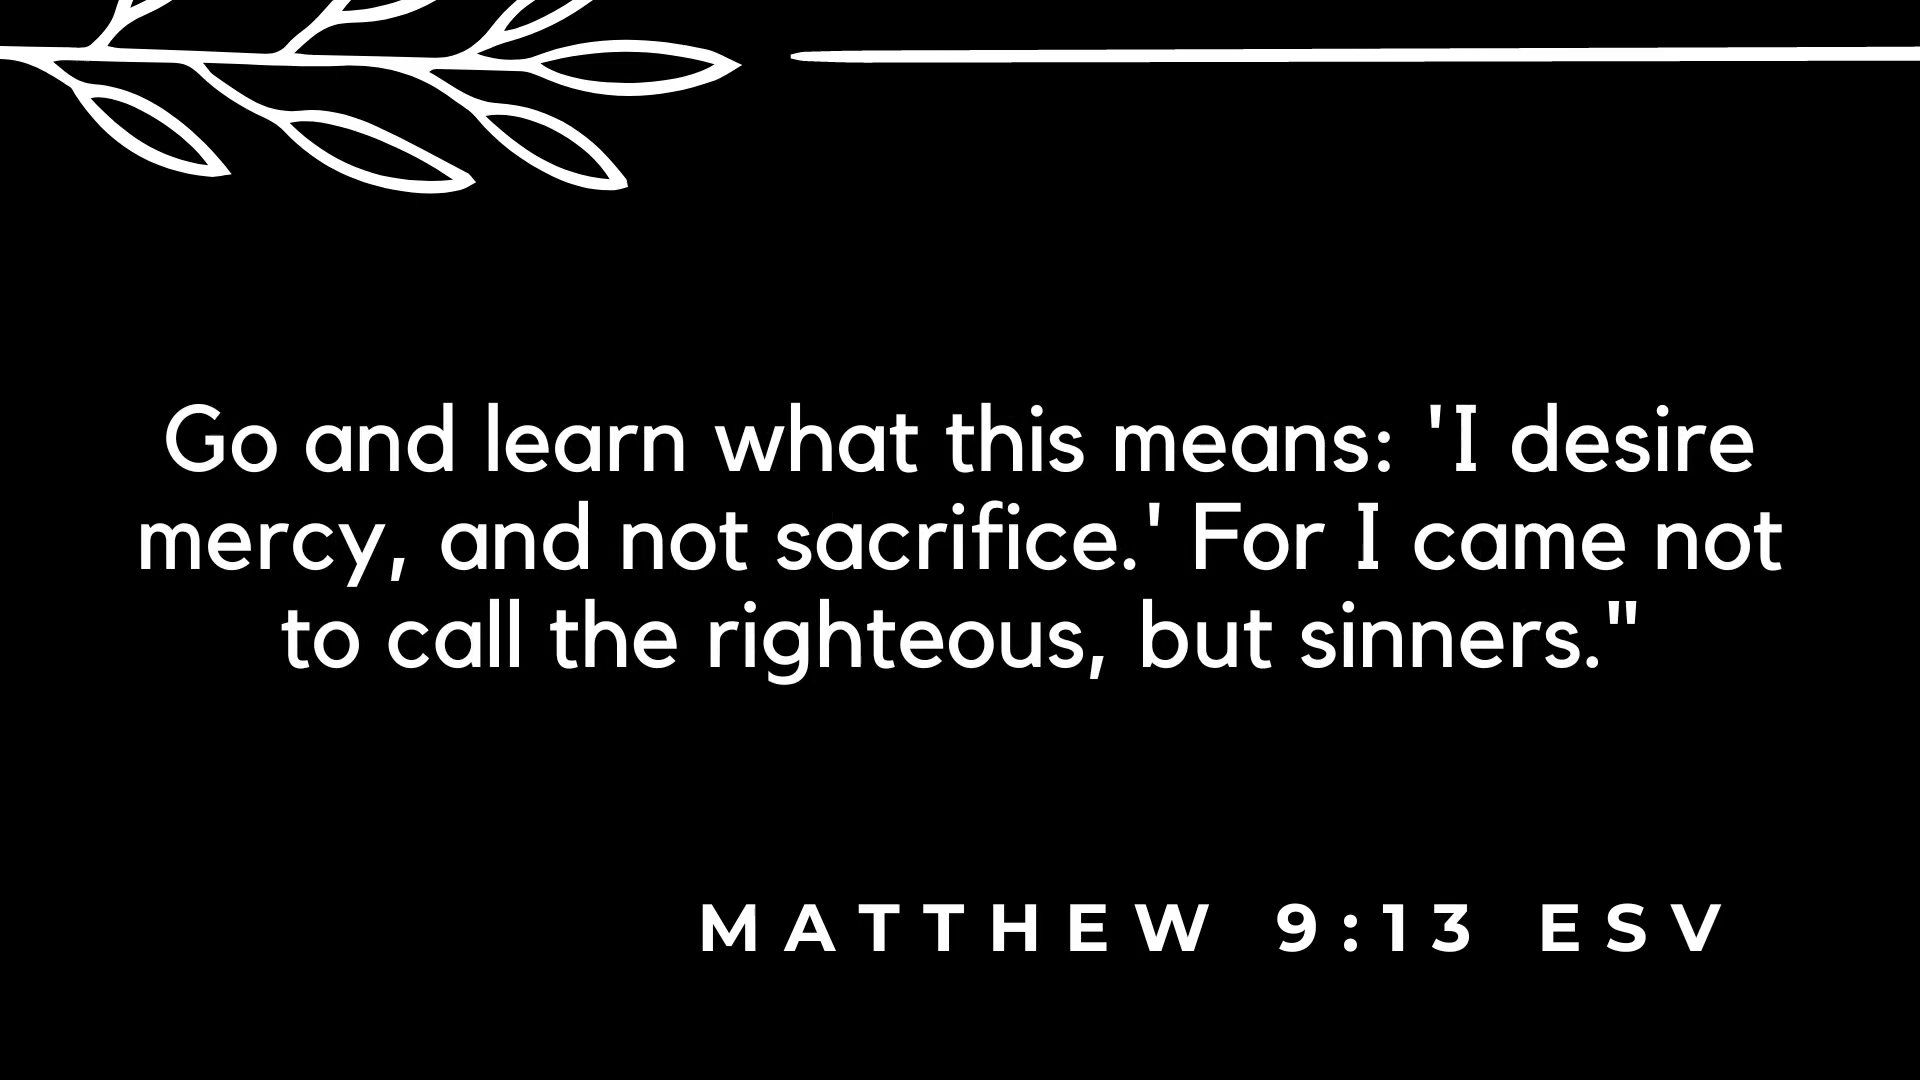 Go and learn what this means: 'I desire
mercy, and not sacrifice.' For I came not
to call the righteous, but sinners."
MATTHEW 9:13 ESV